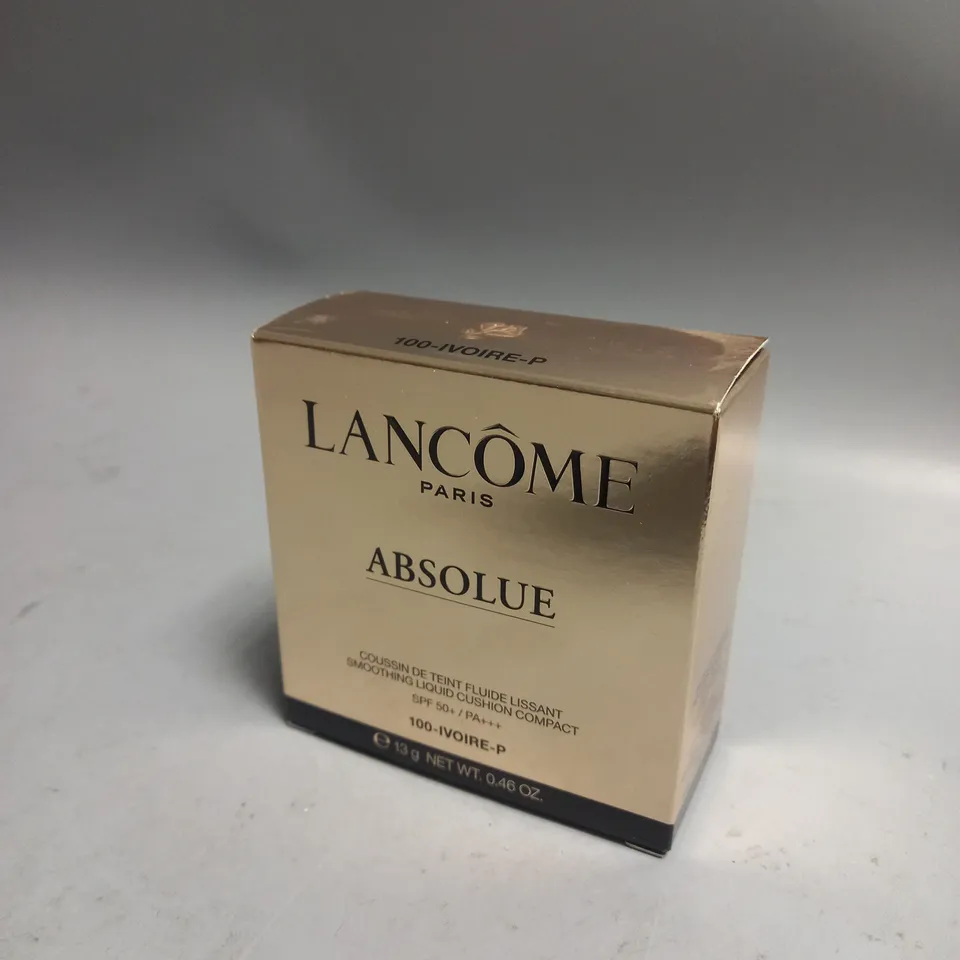 100-IVOIRE-P
LANCÔME
PARIS
ABSOLUE
COUSSIN DE TEINT FLUIDE LISSANT
SMOOTHING LIQUID CUSHION COMPACT
SPF 50+ / PA+++
100-IVOIRE-P
℮ 13 g NET WT. 0.46 OZ.